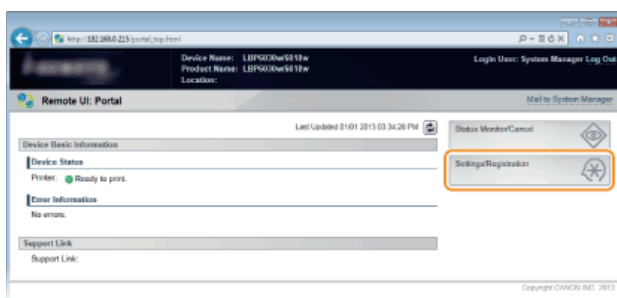 http://192.168.0.215/portal_top.html
Device Name: LBP6030w/6018w
Product Name: LBP6030w/6018w
Location:
Login User: System Manager Log Out
Remote UI: Portal
Mail to System Manager
Last Updated 01/01 2013 03:34:26 PM
Device Basic Information
Device Status
Printer: Ready to print.
Error Information
No errors.
Support Link
Support Link:
Status Monitor/Cancel
Settings/Registration
Copyright CANON INC. 2013